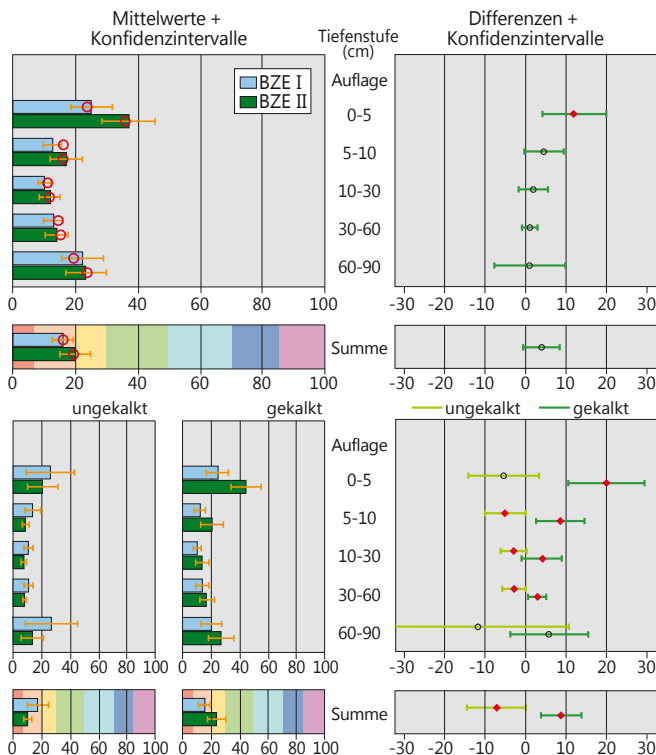 Mittelwerte +
Konfidenzintervalle
Tiefenstufe
(cm)
Differenzen +
Konfidenzintervalle
BZE I
BZE II
Auflage
0-5
5-10
10-30
30-60
60-90
0 20 40 60 80 100
-30 -20 -10 0 10 20 30
Summe
0 20 40 60 80 100
-30 -20 -10 0 10 20 30
ungekalkt
gekalkt
ungekalkt gekalkt
Auflage
0-5
5-10
10-30
30-60
60-90
0 20 40 60 80 100
0 20 40 60 80 100
-30 -20 -10 0 10 20 30
Summe
0 20 40 60 80 100
0 20 40 60 80 100
-30 -20 -10 0 10 20 30